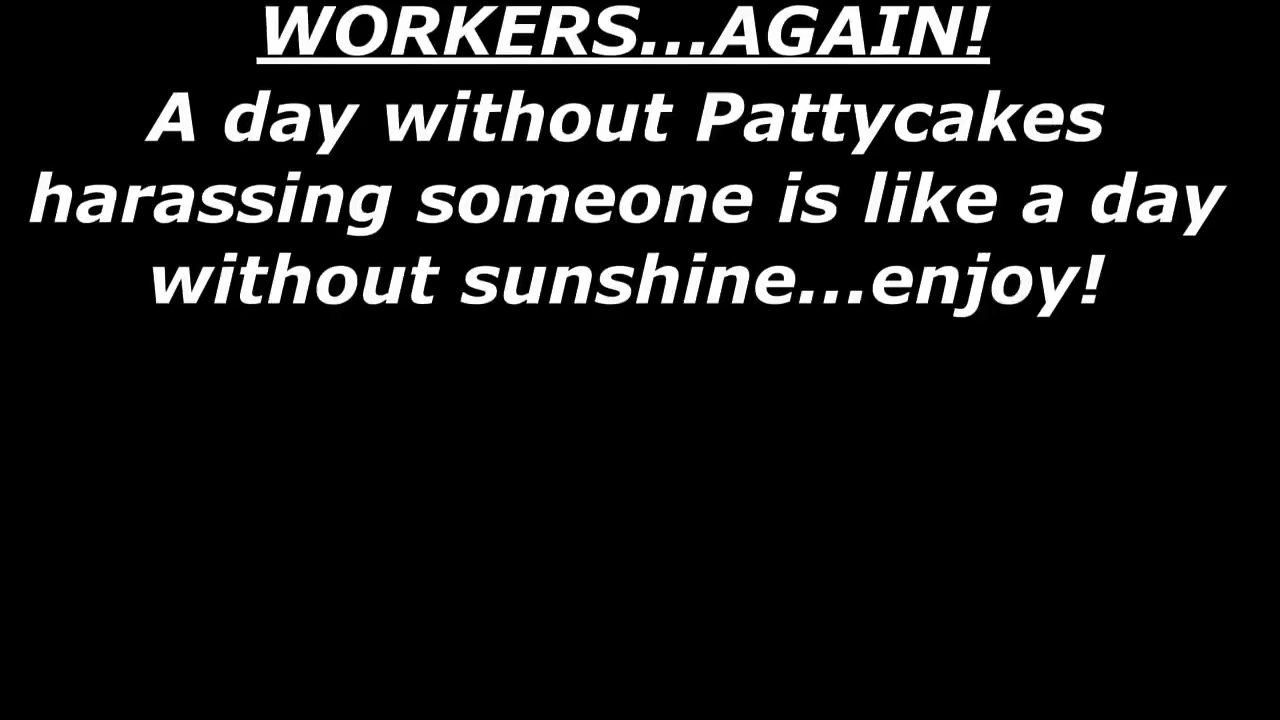 WORKERS...AGAIN!
A day without Pattycakes
harassing someone is like a day
without sunshine...enjoy!